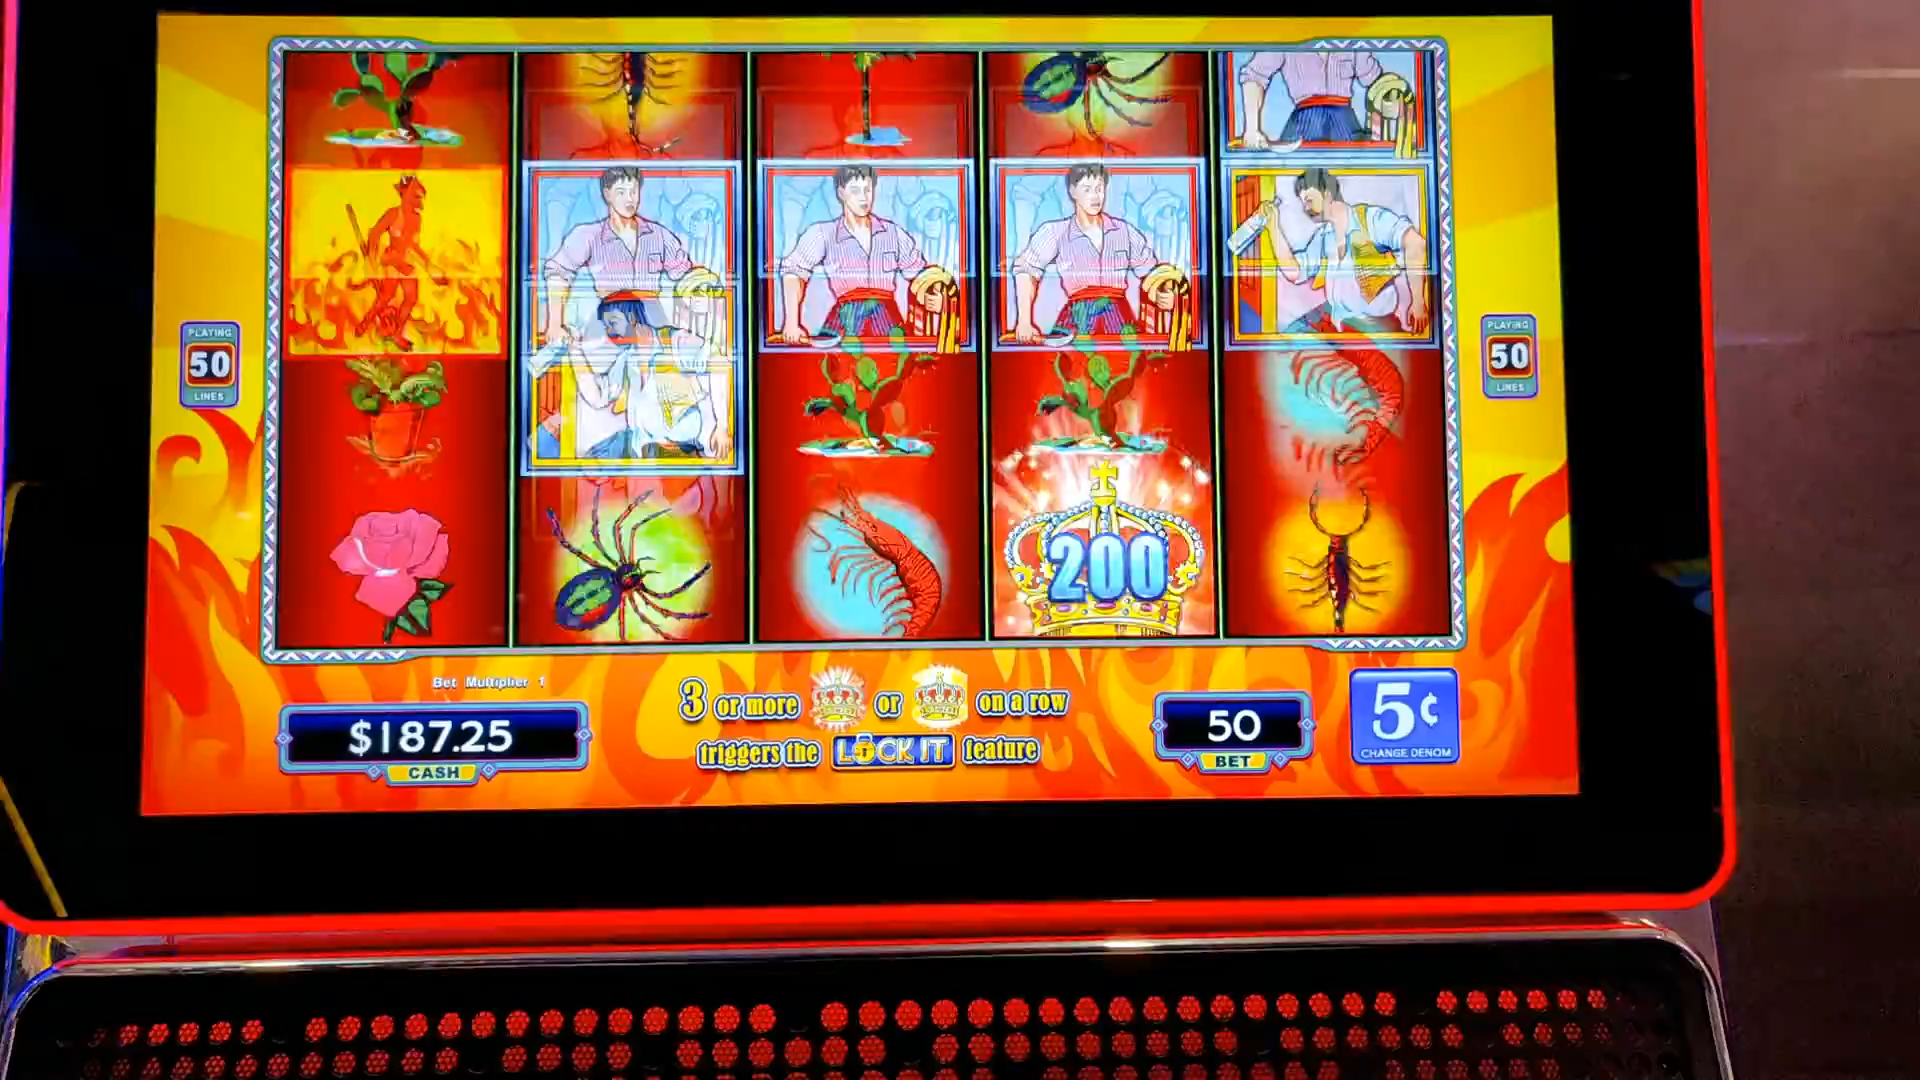 PLAYING
50
LINES
PLAYING
50
LINES
200
Bet Multiplier 1
$187.25
CASH
3 or more or on a row
triggers the LOCK IT feature
50
BET
5¢
CHANGE DENOM